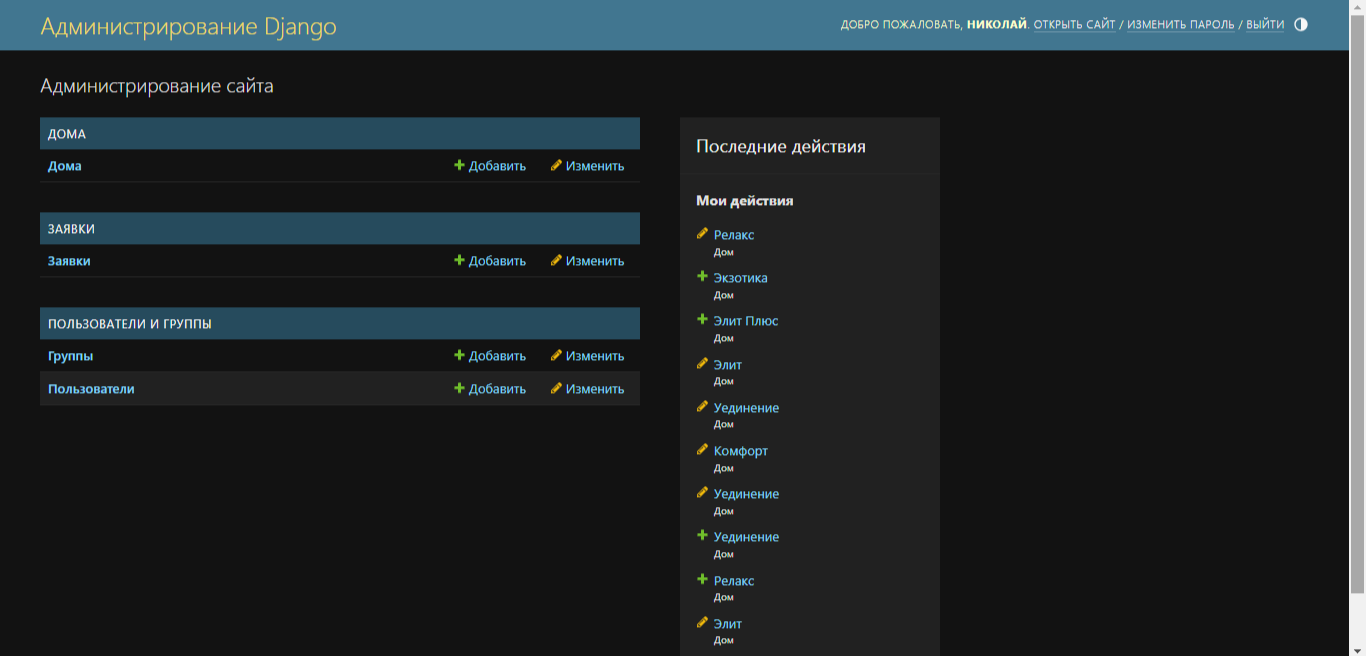 Администрирование Django
ДОБРО ПОЖАЛОВАТЬ, НИКОЛАЙ. ОТКРЫТЬ САЙТ / ИЗМЕНИТЬ ПАРОЛЬ / ВЫЙТИ
Администрирование сайта
ДОМА
Дома Добавить Изменить
ЗАЯВКИ
Заявки Добавить Изменить
ПОЛЬЗОВАТЕЛИ И ГРУППЫ
Группы Добавить Изменить
Пользователи Добавить Изменить
Последние действия
Мои действия
Релакс
Дом
Экзотика
Дом
Элит Плюс
Дом
Элит
Дом
Уединение
Дом
Комфорт
Дом
Уединение
Дом
Уединение
Дом
Релакс
Дом
Элит
Дом